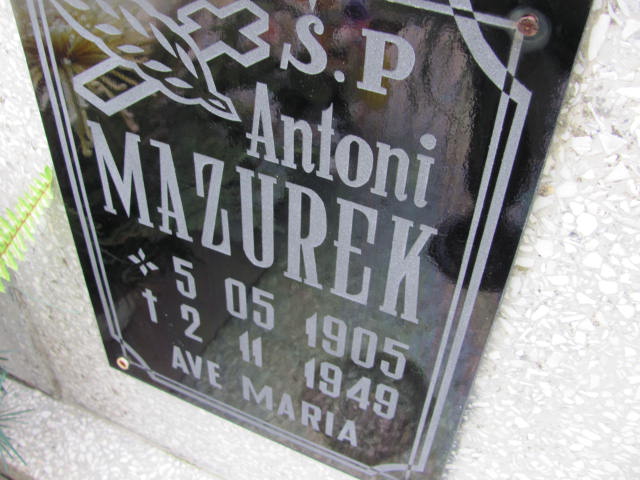 Ś.P
Antoni
MAZUREK
* 5 05 1905
† 2 11 1949
AVE MARIA